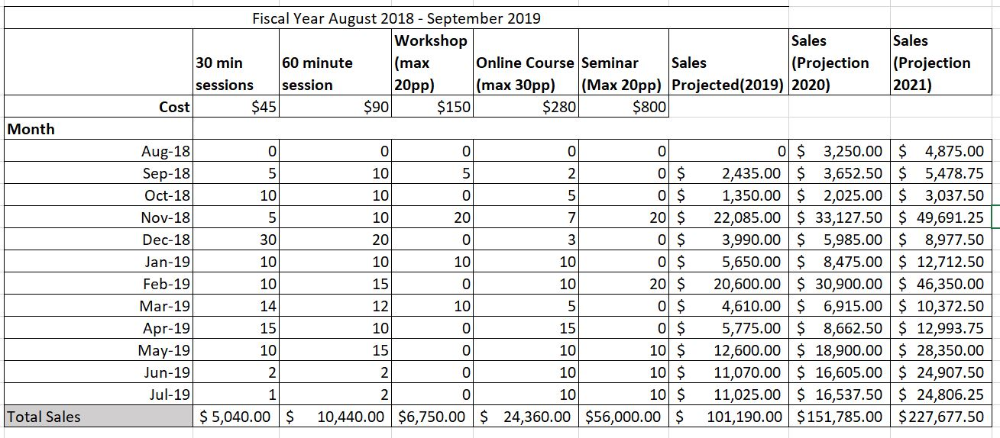 Fiscal Year August 2018 - September 2019
30 min sessions 60 minute session Workshop (max 20pp) Online Course (max 30pp) Seminar (Max 20pp) Sales Projected(2019) Sales (Projection 2020) Sales (Projection 2021)
Cost $45 $90 $150 $280 $800
Month
Aug-18 0 0 0 0 0 0 $ 3,250.00 $ 4,875.00
Sep-18 5 10 5 2 0 $ 2,435.00 $ 3,652.50 $ 5,478.75
Oct-18 10 10 0 5 0 $ 1,350.00 $ 2,025.00 $ 3,037.50
Nov-18 5 10 20 7 20 $ 22,085.00 $ 33,127.50 $ 49,691.25
Dec-18 30 20 0 3 0 $ 3,990.00 $ 5,985.00 $ 8,977.50
Jan-19 10 10 10 10 0 $ 5,650.00 $ 8,475.00 $ 12,712.50
Feb-19 10 15 0 10 20 $ 20,600.00 $ 30,900.00 $ 46,350.00
Mar-19 14 12 10 5 0 $ 4,610.00 $ 6,915.00 $ 10,372.50
Apr-19 15 10 0 15 0 $ 5,775.00 $ 8,662.50 $ 12,993.75
May-19 10 15 0 10 10 $ 12,600.00 $ 18,900.00 $ 28,350.00
Jun-19 2 2 0 10 10 $ 11,070.00 $ 16,605.00 $ 24,907.50
Jul-19 1 2 0 10 10 $ 11,025.00 $ 16,537.50 $ 24,806.25
Total Sales $ 5,040.00 $ 10,440.00 $6,750.00 $ 24,360.00 $56,000.00 $ 101,190.00 $151,785.00 $227,677.50